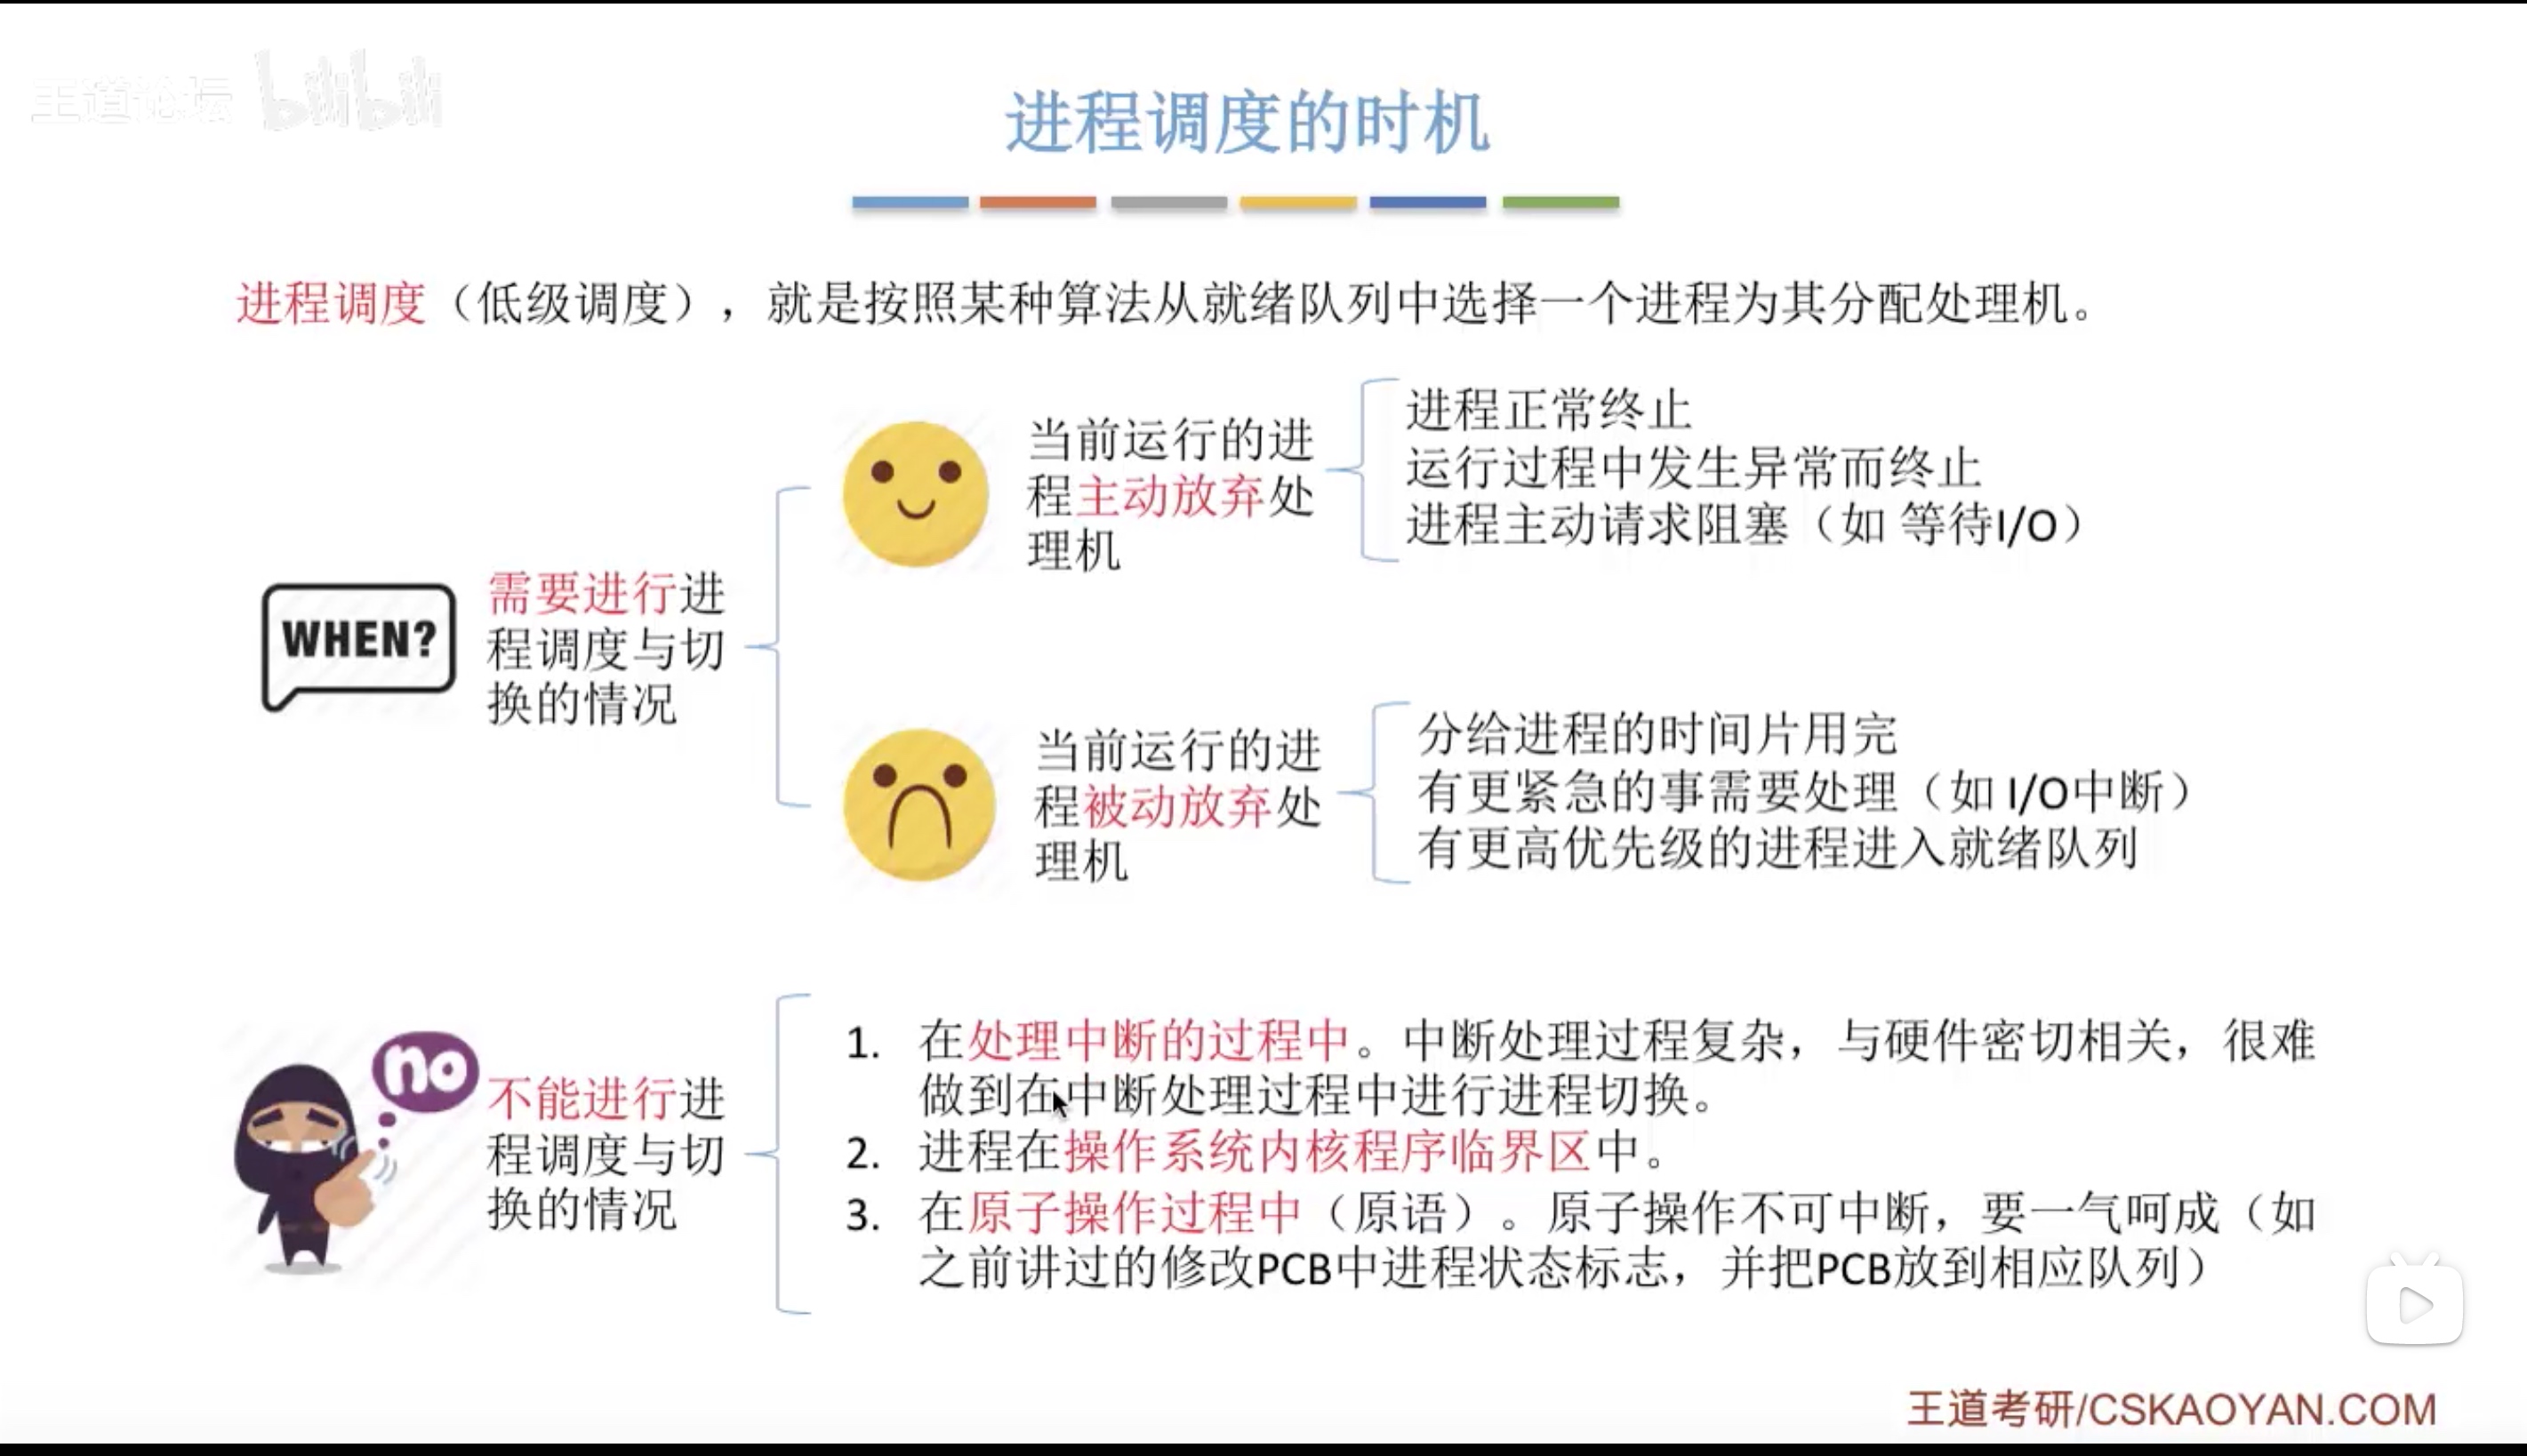 王道论坛 bilibili
进程调度的时机
进程调度（低级调度），就是按照某种算法从就绪队列中选择一个进程为其分配处理机。
WHEN?
需要进行进
程调度与切
换的情况
当前运行的进
程主动放弃处
理机
进程正常终止
运行过程中发生异常而终止
进程主动请求阻塞（如 等待I/O）
当前运行的进
程被动放弃处
理机
分给进程的时间片用完
有更紧急的事需要处理（如 I/O中断）
有更高优先级的进程进入就绪队列
no
不能进行进
程调度与切
换的情况
1. 在处理中断的过程中。中断处理过程复杂，与硬件密切相关，很难
做到在中断处理过程中进行进程切换。
2. 进程在操作系统内核程序临界区中。
3. 在原子操作过程中（原语）。原子操作不可中断，要一气呵成（如
之前讲过的修改PCB中进程状态标志，并把PCB放到相应队列）
王道考研/CSKAOYAN.COM